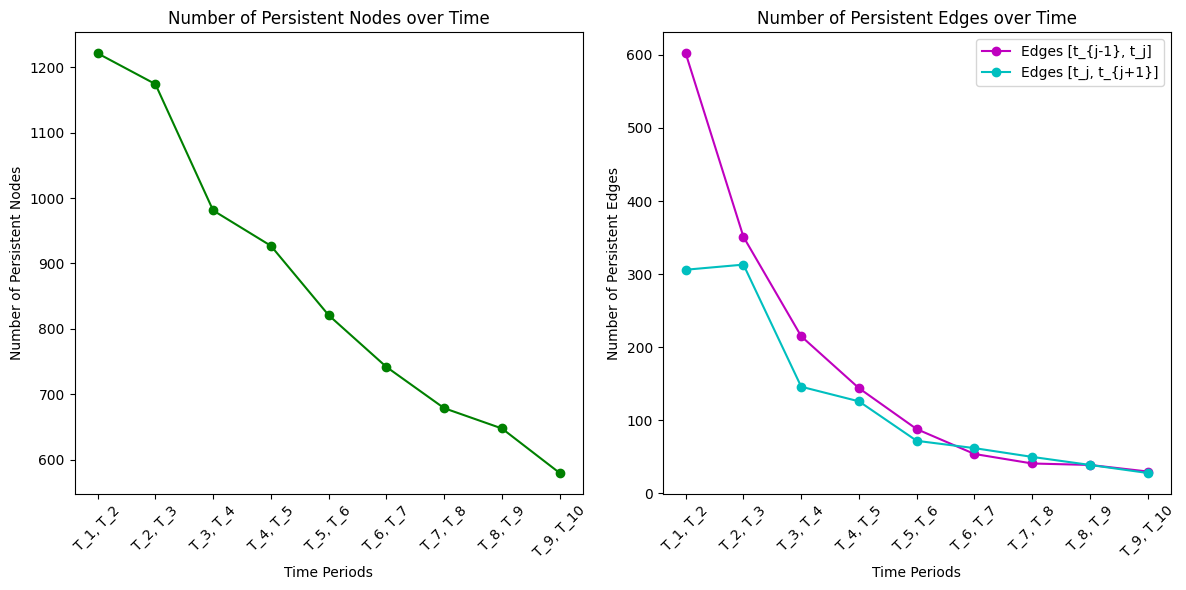 Number of Persistent Nodes over Time
Number of Persistent Nodes
1200
1100
1000
900
800
700
600
T_1, T_2
T_2, T_3
T_3, T_4
T_4, T_5
T_5, T_6
T_6, T_7
T_7, T_8
T_8, T_9
T_9, T_10
Time Periods
Number of Persistent Edges over Time
Edges [t_{j-1}, t_j]
Edges [t_j, t_{j+1}]
Number of Persistent Edges
600
500
400
300
200
100
0
T_1, T_2
T_2, T_3
T_3, T_4
T_4, T_5
T_5, T_6
T_6, T_7
T_7, T_8
T_8, T_9
T_9, T_10
Time Periods